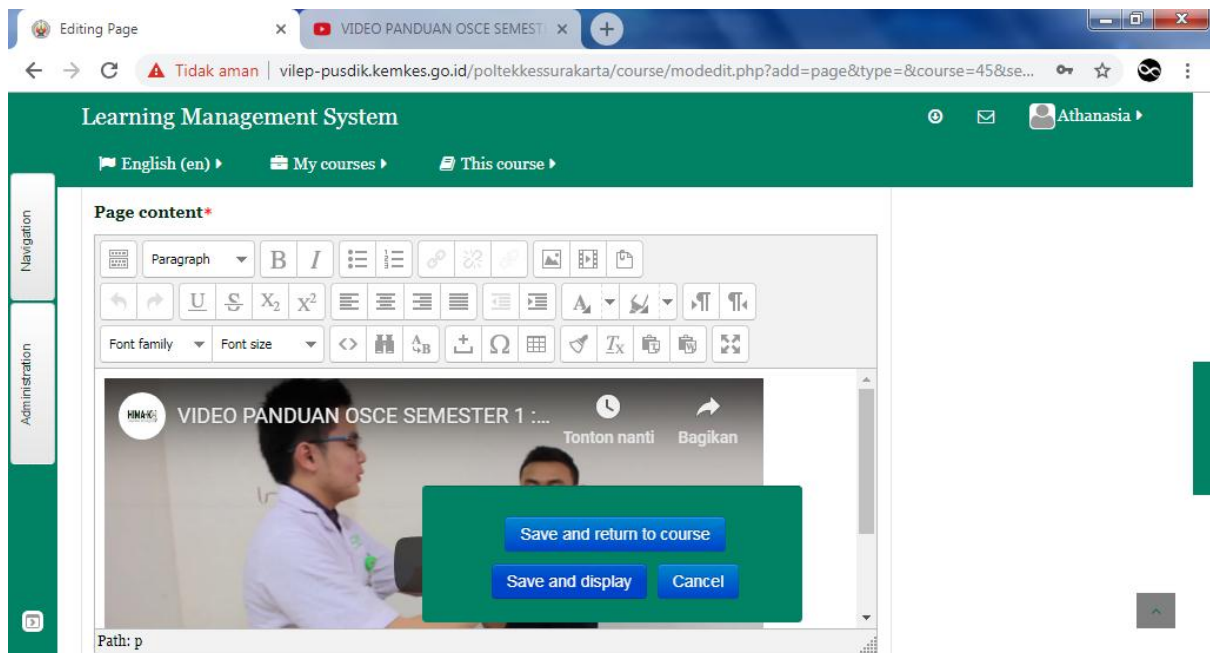 Editing Page
VIDEO PANDUAN OSCE SEMEST
Tidak aman | vilep-pusdik.kemkes.go.id/poltekkessurakarta/course/modedit.php?add=page&type=&course=45&se...
Learning Management System
Athanasia
English (en) My courses This course
Navigation
Administration
Page content*
Paragraph B I
U S X2 X2 A
Font family Font size A B Ω Tx
VIDEO PANDUAN OSCE SEMESTER 1 :...
Tonton nanti Bagikan
Save and return to course
Save and display Cancel
Path: p